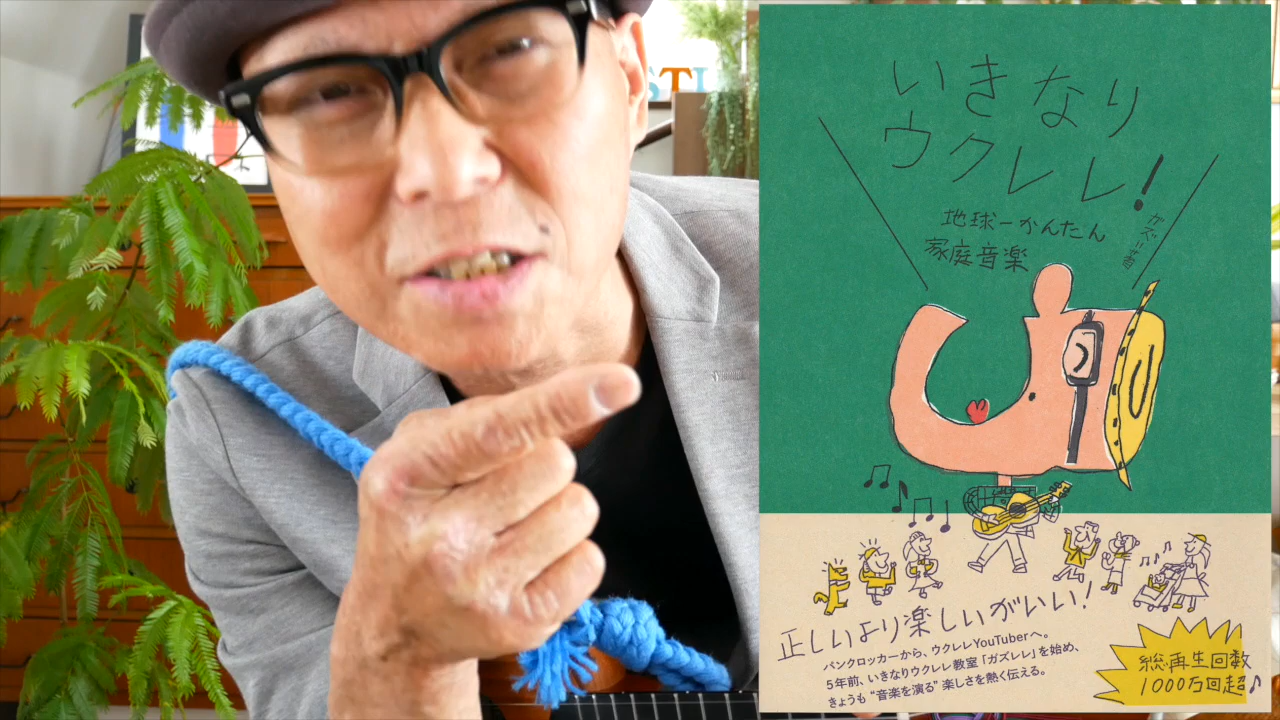 STU
いきなり
ウクレレ!
地球一かんたん
家庭音楽
ガズ!!著
正しいより楽しいがいい!
パンクロッカーから、ウクレレYouTuberへ。
5年前、いきなりウクレレ教室「ガズレレ」を始め、
きょうも“音楽を演る”楽しさを熱く伝える。
総再生回数
1000万回超♪